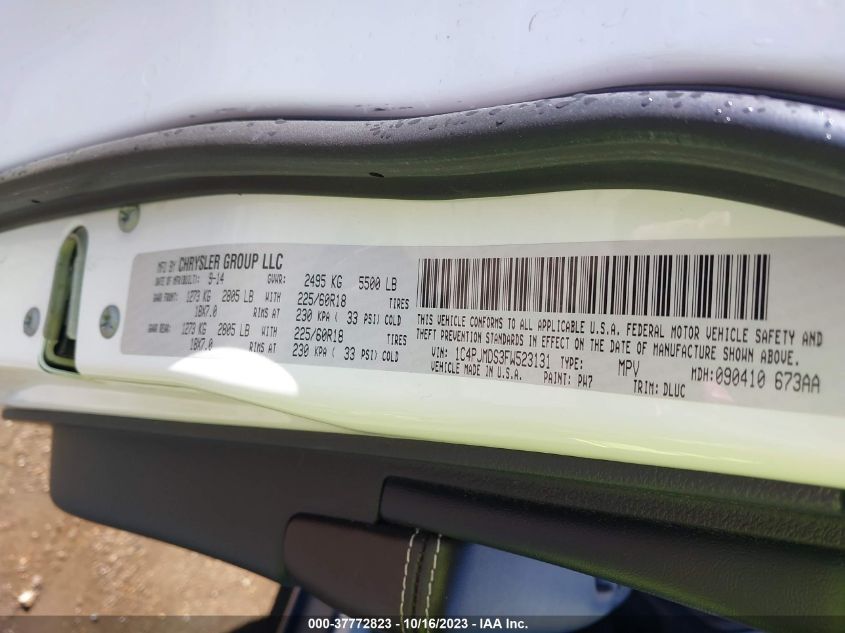 MFD BY CHRYSLER GROUP LLC
DATE OF MFR(BUILT): 9-14 GVWR: 2495 KG 5500 LB
GAWR FRONT: 1273 KG 2805 LB WITH 225/60R18 TIRES
18X7.0 RIMS AT 230 KPA ( 33 PSI) COLD
GAWR REAR: 1273 KG 2805 LB WITH 225/60R18 TIRES
18X7.0 RIMS AT 230 KPA ( 33 PSI) COLD
THIS VEHICLE CONFORMS TO ALL APPLICABLE U.S.A. FEDERAL MOTOR VEHICLE SAFETY AND
THEFT PREVENTION STANDARDS IN EFFECT ON THE DATE OF MANUFACTURE SHOWN ABOVE.
VIN: 1C4PJMDS3FW523131 TYPE: MPV MDH:090410 673AA
VEHICLE MADE IN U.S.A. PAINT: PW7 TRIM: DLUC
000-37772823 - 10/16/2023 - IAA Inc.